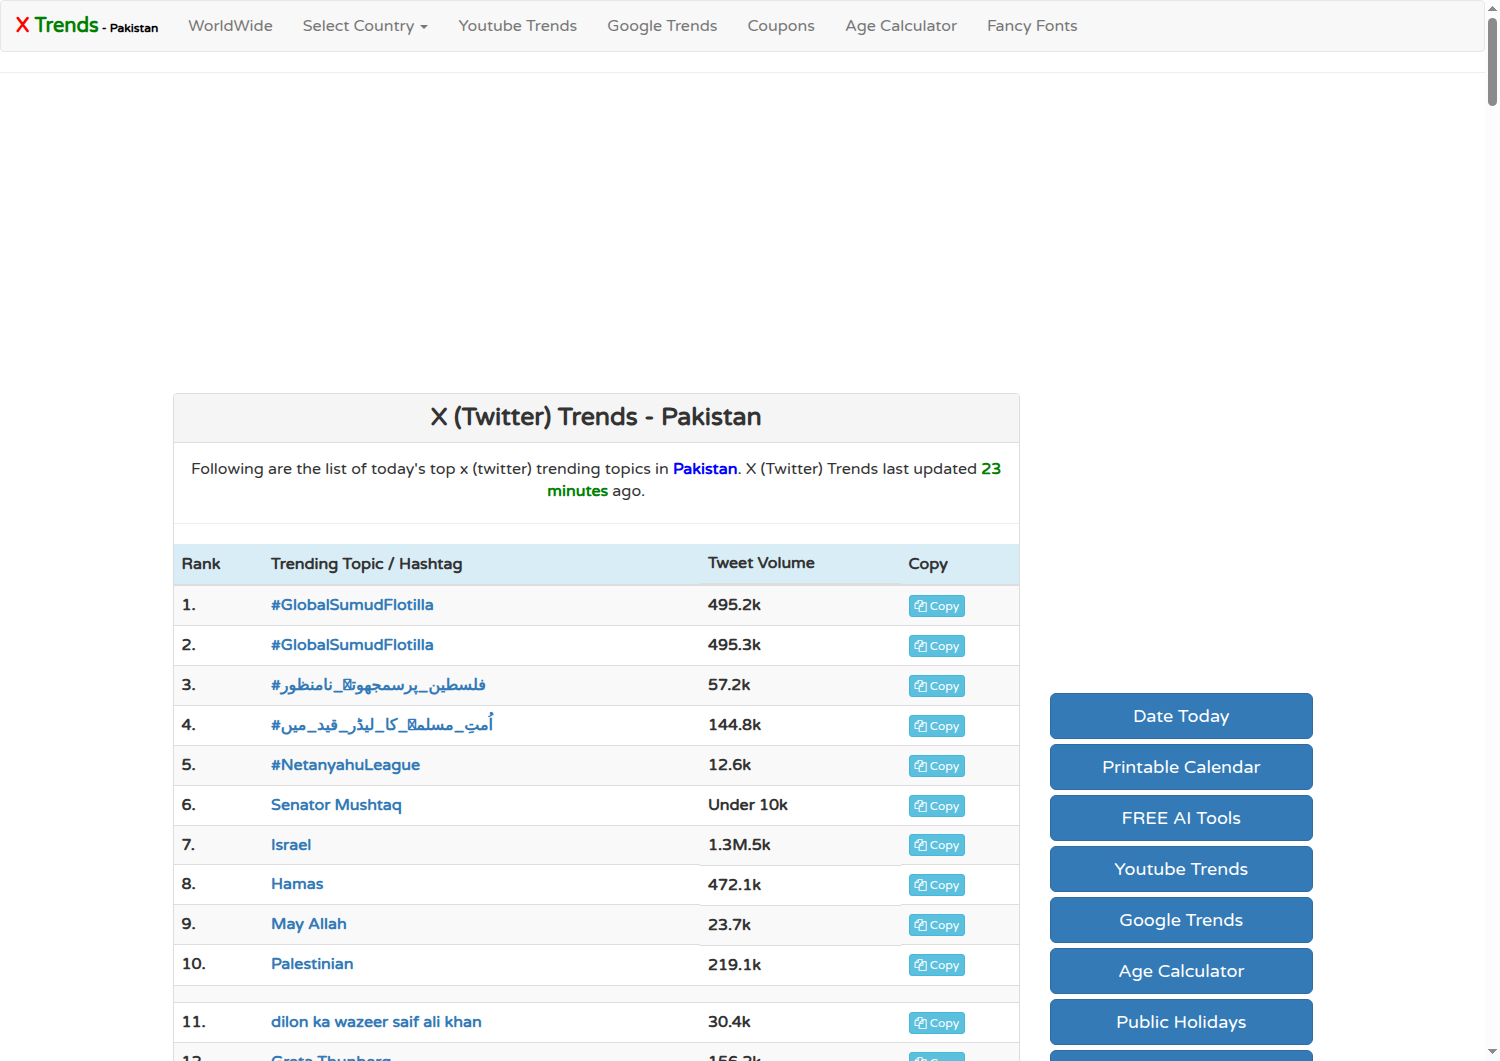 X Trends - Pakistan WorldWide Select Country Youtube Trends Google Trends Coupons Age Calculator Fancy Fonts
X (Twitter) Trends - Pakistan
Following are the list of today's top x (twitter) trending topics in Pakistan. X (Twitter) Trends last updated 23
minutes ago.
Rank Trending Topic / Hashtag Tweet Volume Copy
1. #GlobalSumudFlotilla 495.2k Copy
2. #GlobalSumudFlotilla 495.3k Copy
3. #فلسطین_پرسمجھوتہ_نامنظور 57.2k Copy
4. #اُمتِ_مسلمہ_کا_لیڈر_قید_میں 144.8k Copy
5. #NetanyahuLeague 12.6k Copy
6. Senator Mushtaq Under 10k Copy
7. Israel 1.3M.5k Copy
8. Hamas 472.1k Copy
9. May Allah 23.7k Copy
10. Palestinian 219.1k Copy
11. dilon ka wazeer saif ali khan 30.4k Copy
12. Greta Thunberg 156.2k Copy
Date Today
Printable Calendar
FREE AI Tools
Youtube Trends
Google Trends
Age Calculator
Public Holidays